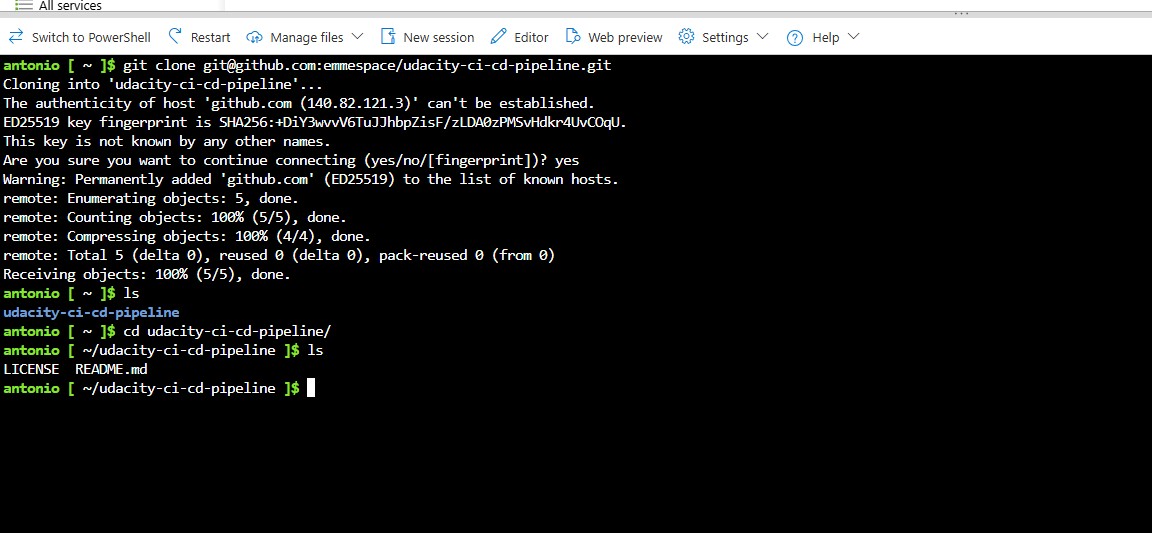 All services
...
Switch to PowerShell Restart Manage files New session Editor Web preview Settings Help
antonio [ ~ ]$ git clone git@github.com:emmespace/udacity-ci-cd-pipeline.git
Cloning into 'udacity-ci-cd-pipeline'...
The authenticity of host 'github.com (140.82.121.3)' can't be established.
ED25519 key fingerprint is SHA256:+DiY3wvvV6TuJJhbpZisF/zLDA0zPMSvHdkr4UvCOqU.
This key is not known by any other names.
Are you sure you want to continue connecting (yes/no/[fingerprint])? yes
Warning: Permanently added 'github.com' (ED25519) to the list of known hosts.
remote: Enumerating objects: 5, done.
remote: Counting objects: 100% (5/5), done.
remote: Compressing objects: 100% (4/4), done.
remote: Total 5 (delta 0), reused 0 (delta 0), pack-reused 0 (from 0)
Receiving objects: 100% (5/5), done.
antonio [ ~ ]$ ls
udacity-ci-cd-pipeline
antonio [ ~ ]$ cd udacity-ci-cd-pipeline/
antonio [ ~/udacity-ci-cd-pipeline ]$ ls
LICENSE  README.md
antonio [ ~/udacity-ci-cd-pipeline ]$